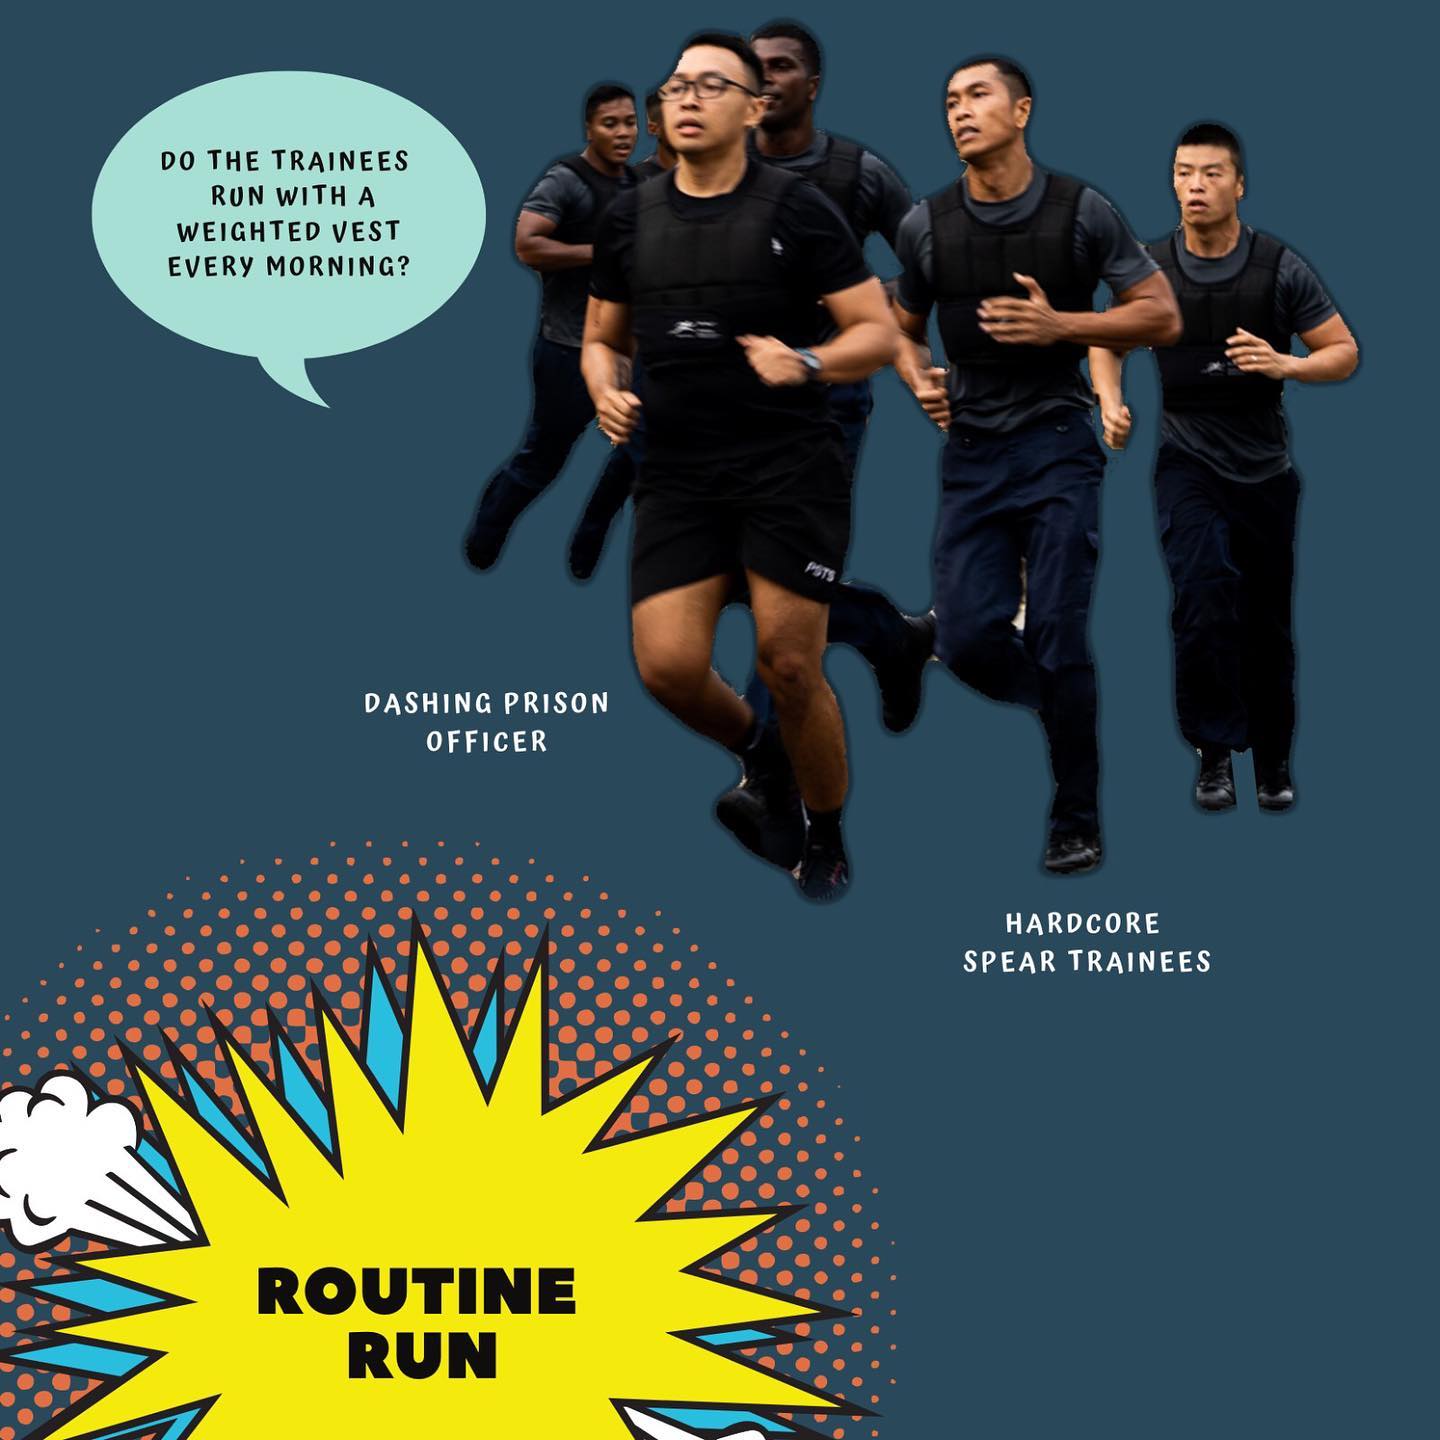 DO THE TRAINEES
RUN WITH A
WEIGHTED VEST
EVERY MORNING?
PSTS
DASHING PRISON
OFFICER
HARDCORE
SPEAR TRAINEES
ROUTINE
RUN